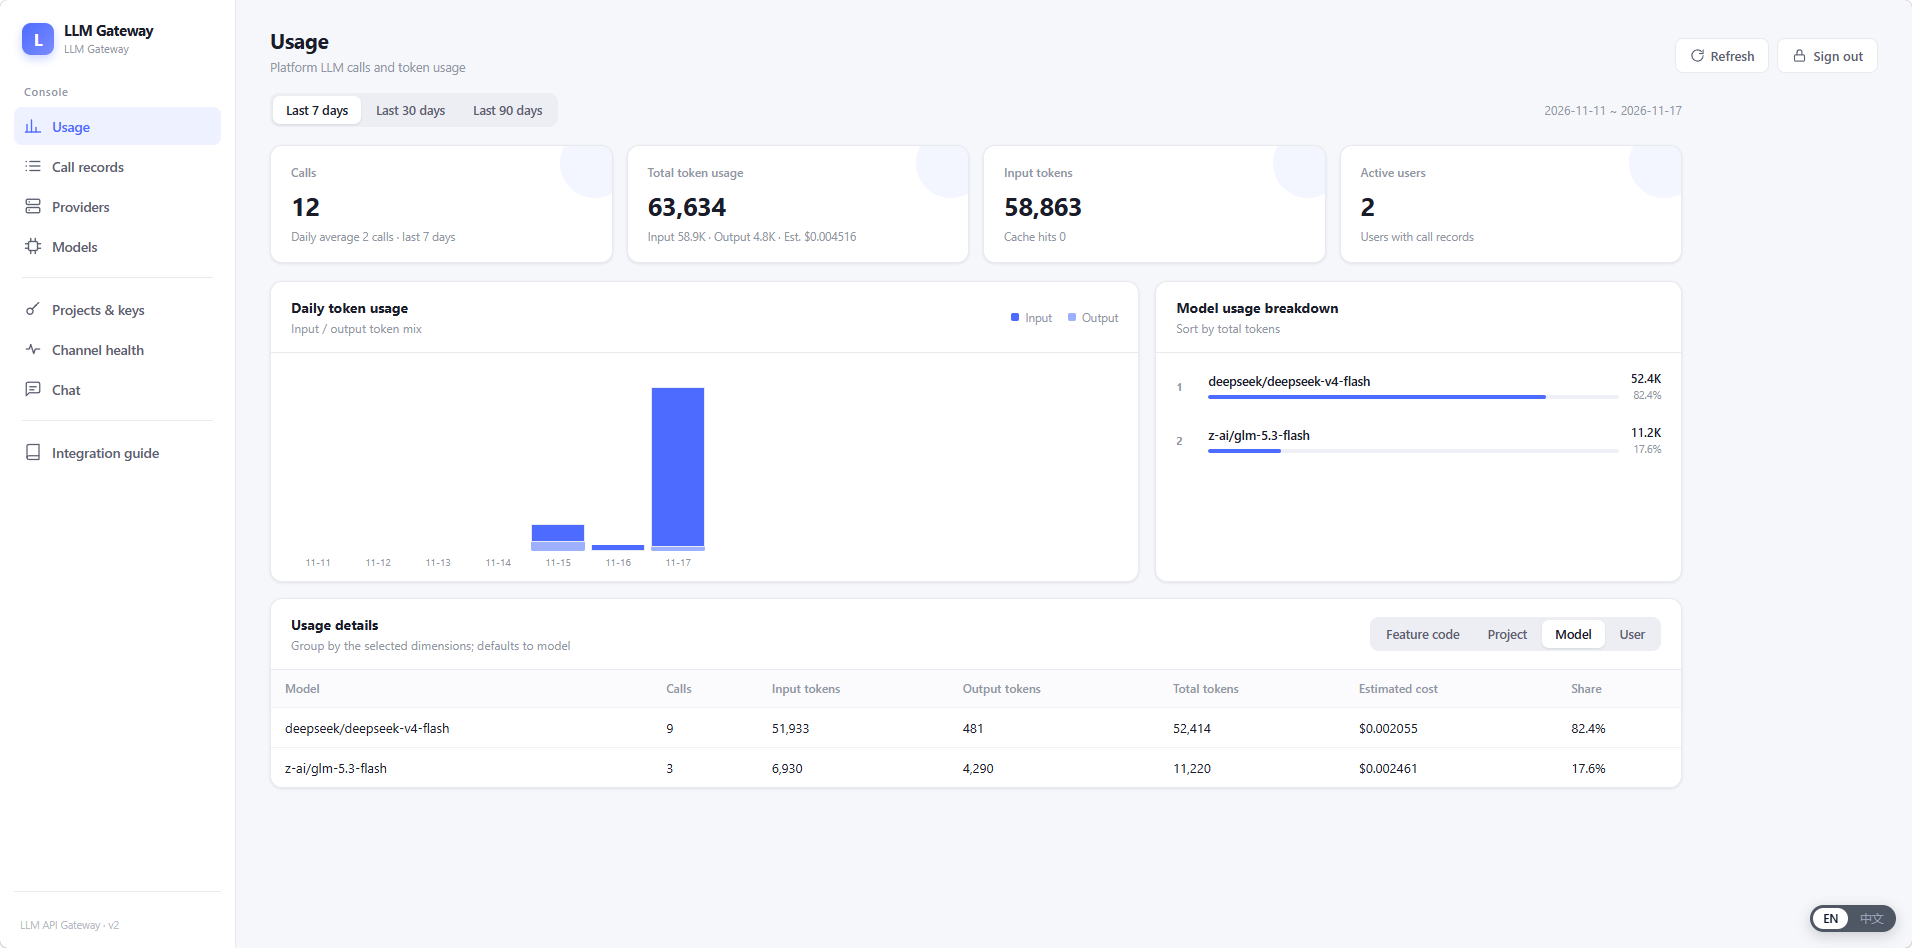 L
LLM Gateway
LLM Gateway
Console
Usage
Call records
Providers
Models
Projects & keys
Channel health
Chat
Integration guide
LLM API Gateway · v2
Usage
Platform LLM calls and token usage
Refresh
Sign out
Last 7 days Last 30 days Last 90 days
2026-11-11 ~ 2026-11-17
Calls
12
Daily average 2 calls · last 7 days
Total token usage
63,634
Input 58.9K · Output 4.8K · Est. $0.004516
Input tokens
58,863
Cache hits 0
Active users
2
Users with call records
Daily token usage
Input / output token mix
Input Output
11-11 11-12 11-13 11-14 11-15 11-16 11-17
Model usage breakdown
Sort by total tokens
1 deepseek/deepseek-v4-flash 52.4K
82.4%
2 z-ai/glm-5.3-flash 11.2K
17.6%
Usage details
Group by the selected dimensions; defaults to model
Feature code Project Model User
Model Calls Input tokens Output tokens Total tokens Estimated cost Share
deepseek/deepseek-v4-flash 9 51,933 481 52,414 $0.002055 82.4%
z-ai/glm-5.3-flash 3 6,930 4,290 11,220 $0.002461 17.6%
EN 中文